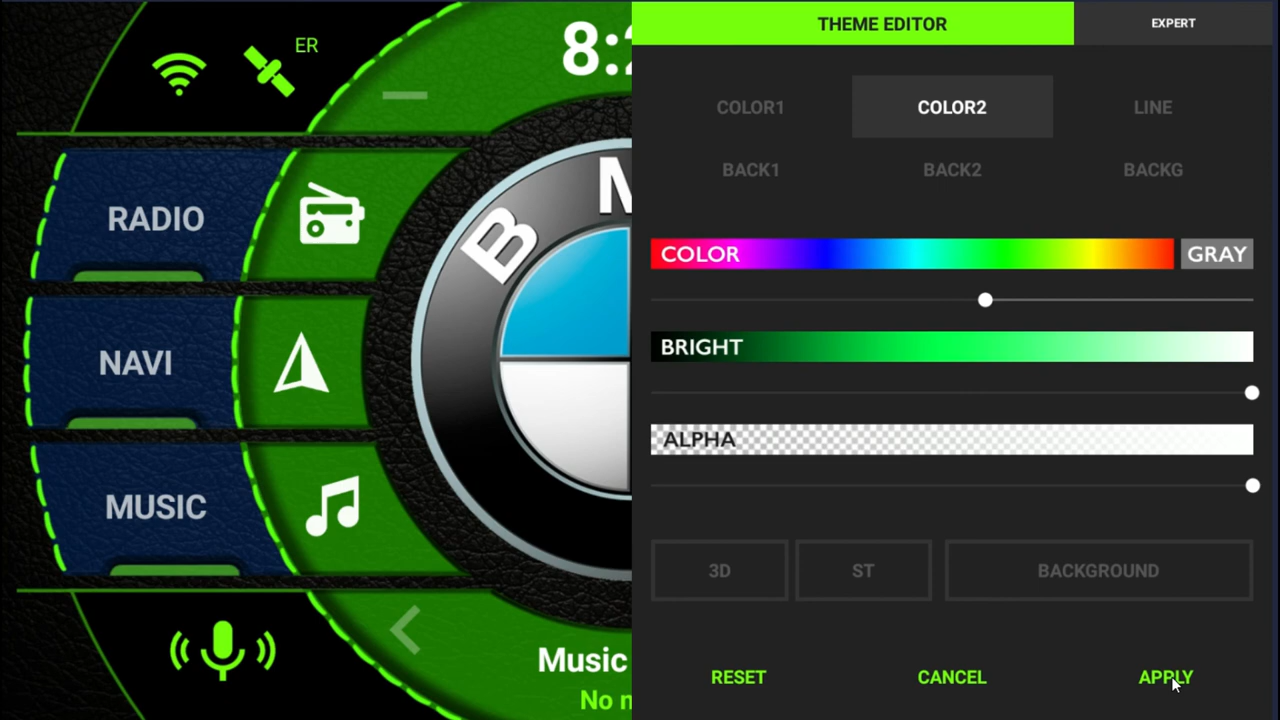 ER
8:2
RADIO
NAVI
MUSIC
B M
Music
No n
THEME EDITOR
EXPERT
COLOR1
COLOR2
LINE
BACK1
BACK2
BACKG
COLOR
GRAY
BRIGHT
ALPHA
3D
ST
BACKGROUND
RESET
CANCEL
APPLY